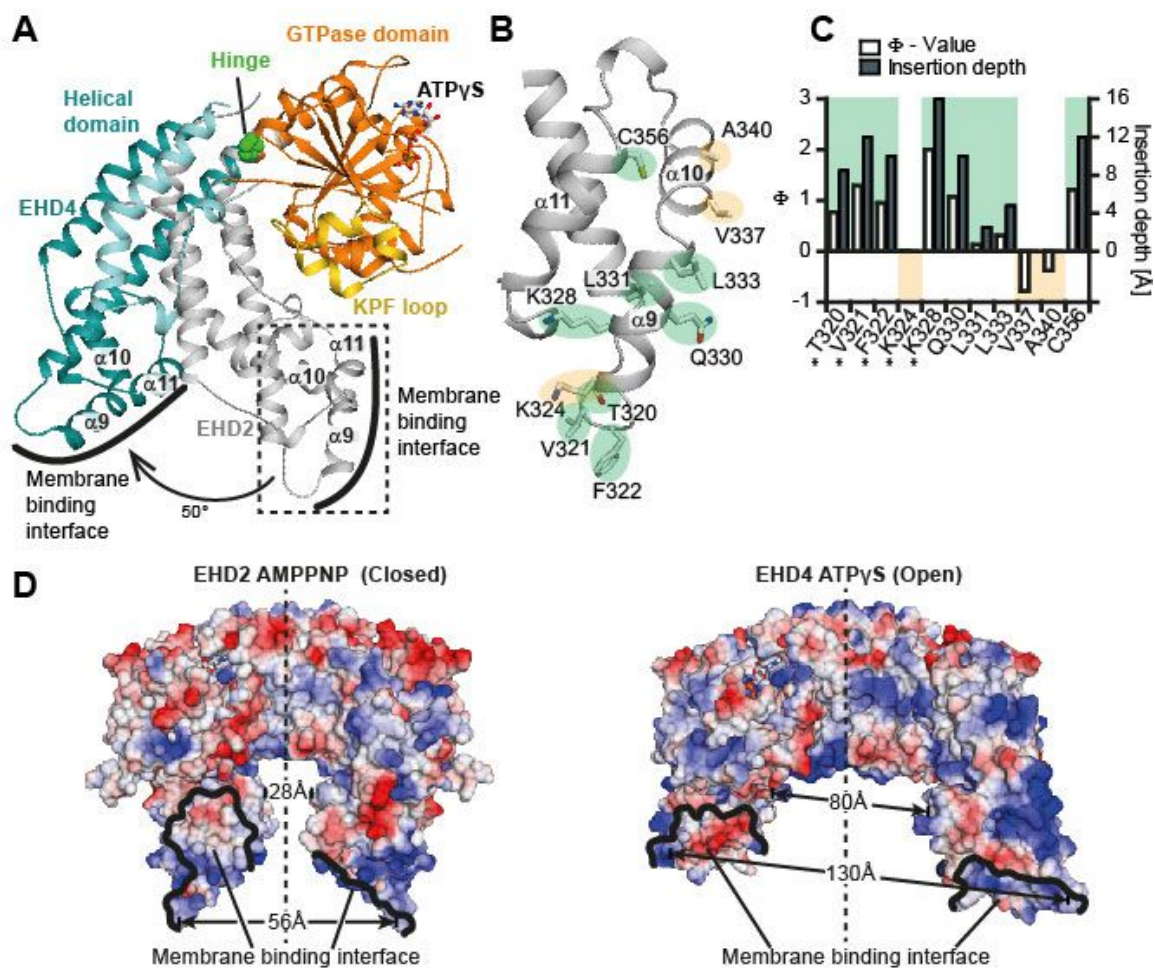 A
GTPase domain
Hinge
ATPγS
Helical
domain
EHD4
KPF loop
α10
α11
α9
α11
α10
α9
EHD2
Membrane
binding
interface
Membrane
binding
interface
50°
B
C356
A340
α10
α11
V337
L331
L333
K328
α9
Q330
K324
T320
V321
F322
C
Φ - Value
Insertion depth
3
2
1
0
-1
Φ
16
12
8
4
0
Insertion depth [Å]
* T320
* V321
* F322
* K324
* K328
Q330
L331
L333
V337
A340
C356
D
EHD2 AMPPNP (Closed)
28Å
56Å
Membrane binding interface
EHD4 ATPγS (Open)
80Å
130Å
Membrane binding interface